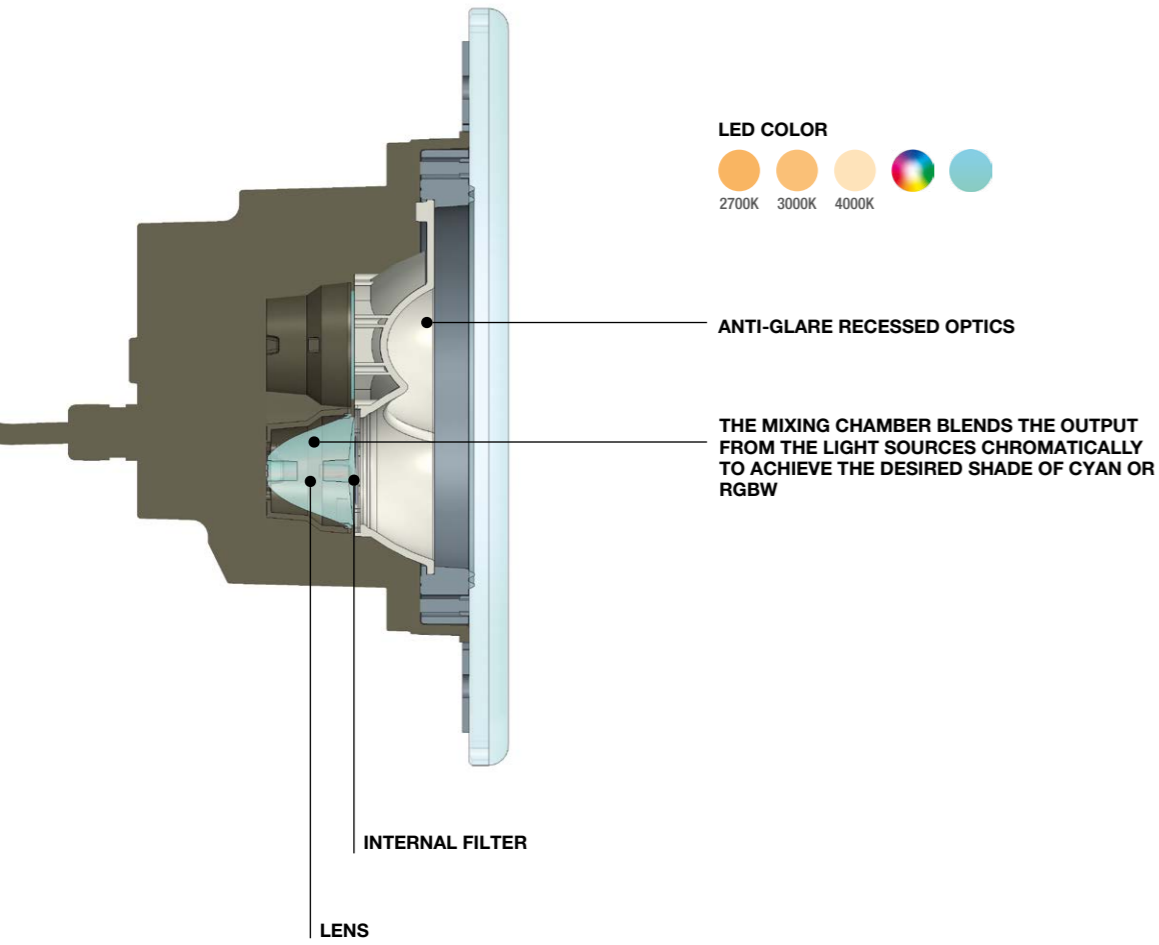 LED COLOR
2700K 3000K 4000K
ANTI-GLARE RECESSED OPTICS
THE MIXING CHAMBER BLENDS THE OUTPUT
FROM THE LIGHT SOURCES CHROMATICALLY
TO ACHIEVE THE DESIRED SHADE OF CYAN OR
RGBW
INTERNAL FILTER
LENS